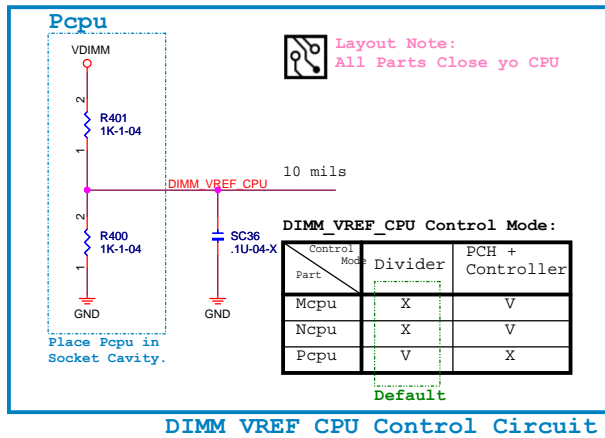 Pcpu
VDIMM
2
R401
1K-1-04
1
Layout Note:
All Parts Close yo CPU
DIMM_VREF_CPU
10 mils
2
R400
1K-1-04
1
SC36
.1U-04-X
GND
GND
Place Pcpu in
Socket Cavity.
DIMM_VREF_CPU Control Mode:
Control
Mode
Part
Divider
PCH +
Controller
Mcpu X V
Ncpu X V
Pcpu V X
Default
DIMM VREF CPU Control Circuit